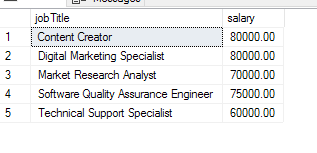 jobTitle salary
1 Content Creator 80000.00
2 Digital Marketing Specialist 80000.00
3 Market Research Analyst 70000.00
4 Software Quality Assurance Engineer 75000.00
5 Technical Support Specialist 60000.00